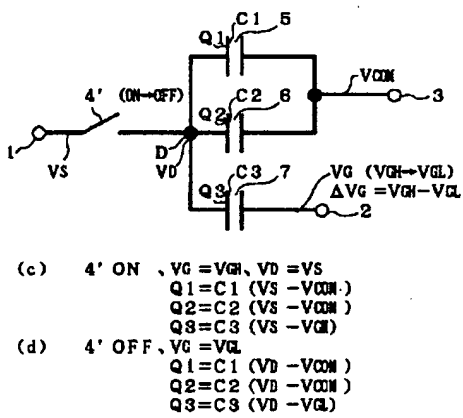 C1 5
Q1
4' (ON→OFF)
C2 6
VCOM
Q2
1
3
D
VS
VD
C3 7
Q3
VG (VGH→VGL)
ΔVG=VGH-VGL
2
(c) 4' ON 、VG=VGH、VD=VS
Q1=C1 (VS-VCOM)
Q2=C2 (VS-VCOM)
Q3=C3 (VS-VGH)
(d) 4' OFF、VG=VGL
Q1=C1 (VD-VCOM)
Q2=C2 (VD-VCOM)
Q3=C3 (VD-VGL)